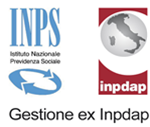 INPS
Istituto Nazionale
Previdenza Sociale
inpdap
Gestione ex Inpdap